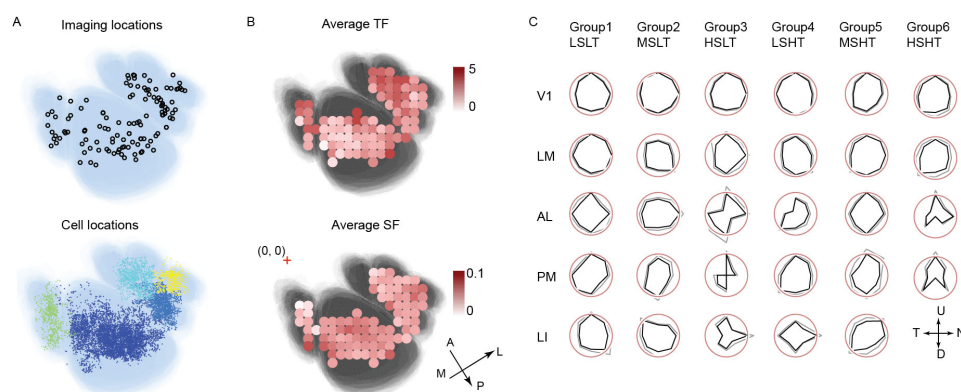 A
Imaging locations
Cell locations
B
Average TF
5
0
Average SF
(0, 0)
0.1
0
A
L
M
P
C
Group1 Group2 Group3 Group4 Group5 Group6
LSLT MSLT HSLT LSHT MSHT HSHT
V1
LM
AL
PM
LI
U
T N
D